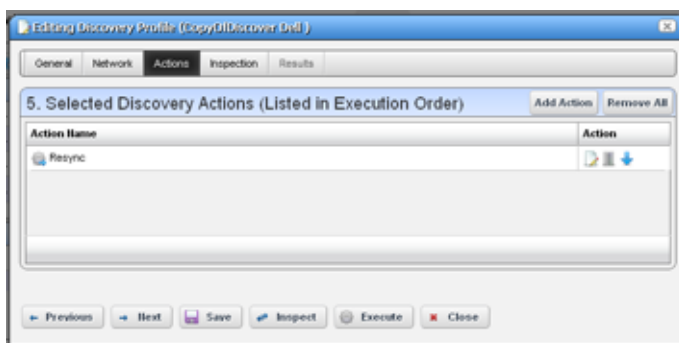 Editing Discovery Profile (CopyOfDiscover Dell )
General Network Actions Inspection Results
5. Selected Discovery Actions (Listed in Execution Order) Add Action Remove All
Action Name Action
Resync
Previous Next Save Inspect Execute Close